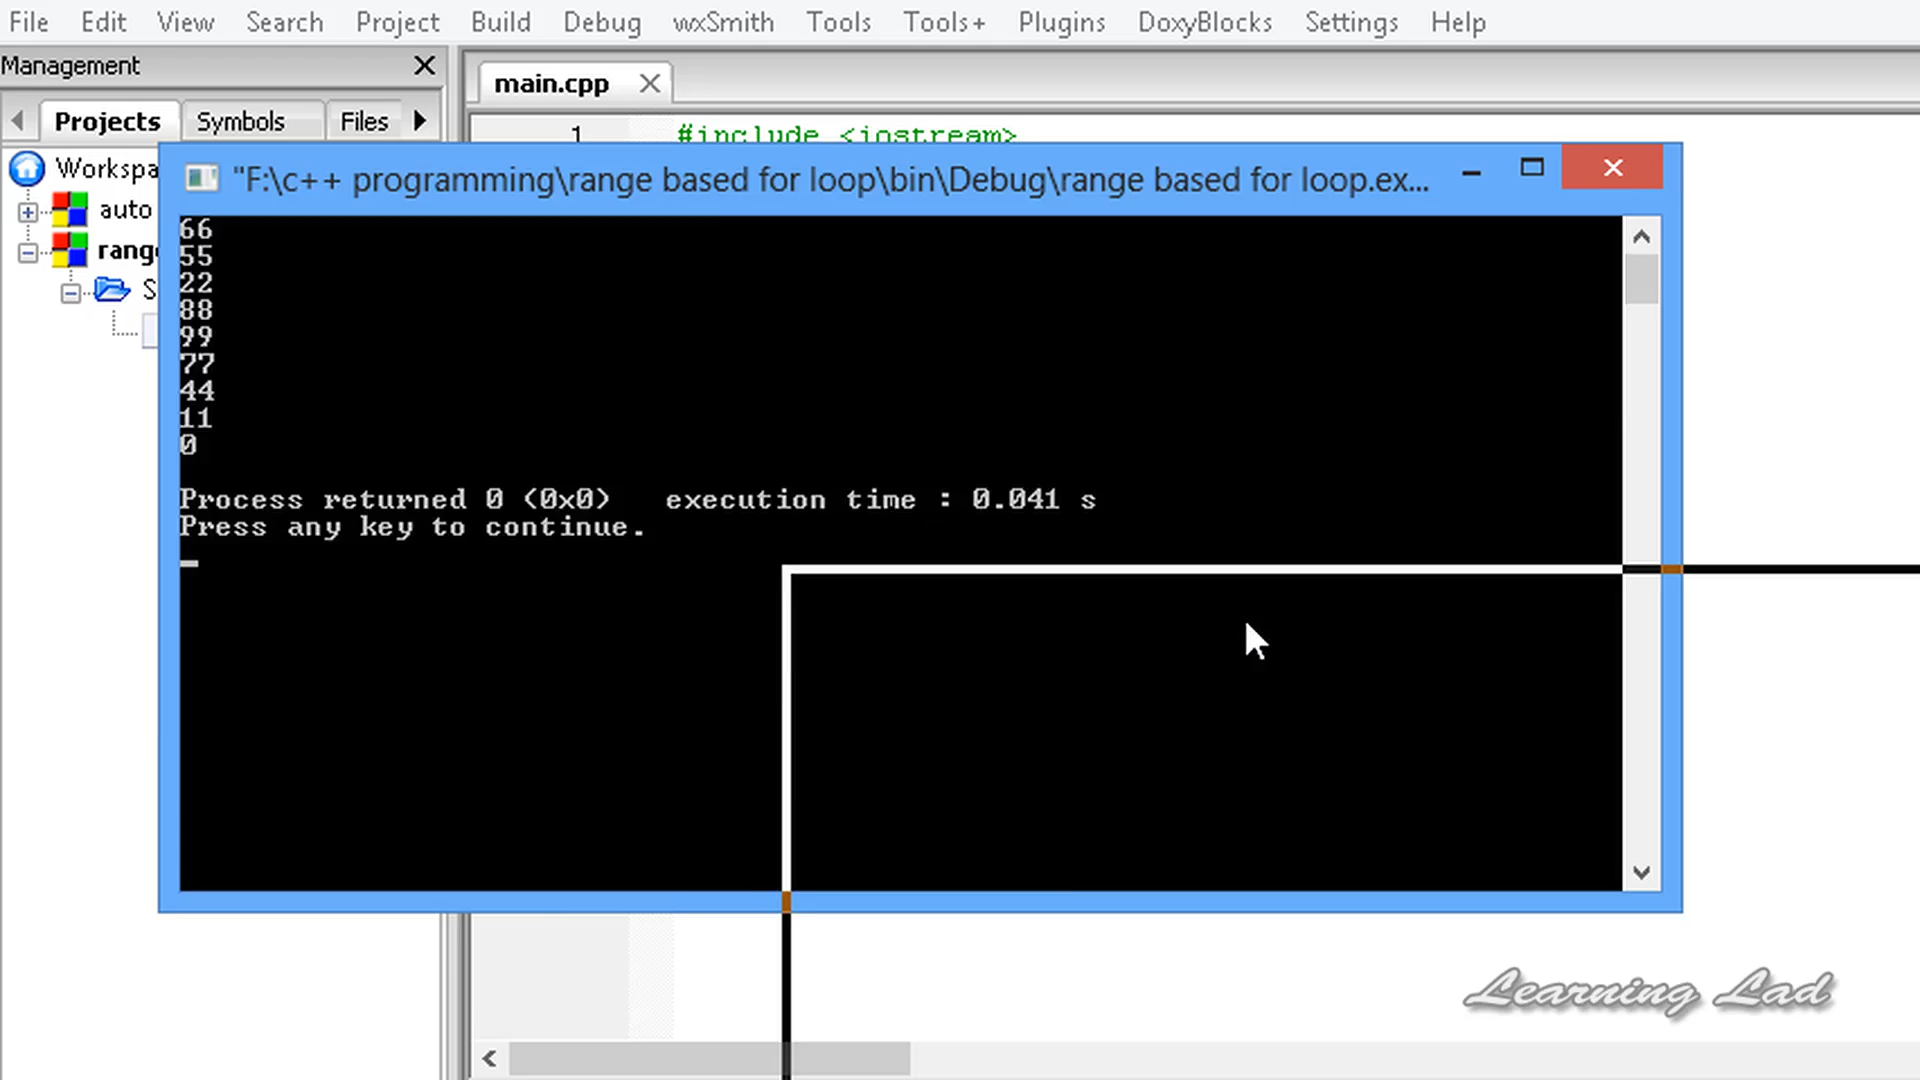 File Edit View Search Project Build Debug wxSmith Tools Tools+ Plugins DoxyBlocks Settings Help
Management
main.cpp
Projects Symbols Files
1 #include <iostream>
Workspa
"F:\c++ programming\range based for loop\bin\Debug\range based for loop.ex...
auto
range
S
66
55
22
88
99
77
44
11
0
Process returned 0 (0x0) execution time : 0.041 s
Press any key to continue.
Learning Lad